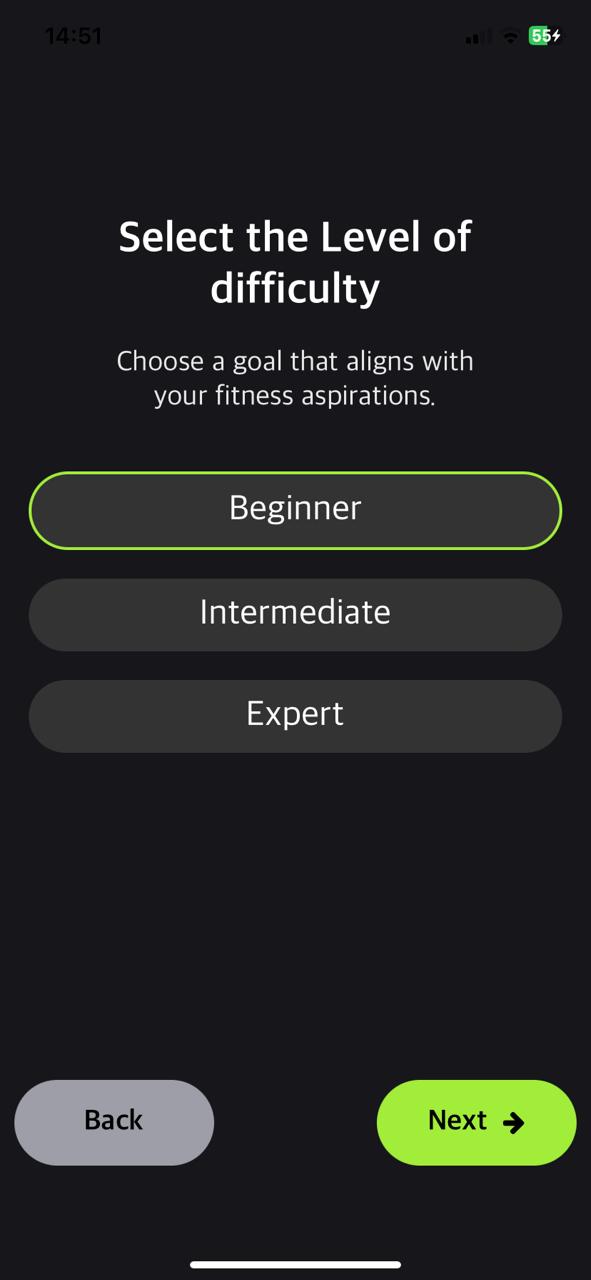 14:51
55
Select the Level of
difficulty
Choose a goal that aligns with
your fitness aspirations.
Beginner
Intermediate
Expert
Back
Next